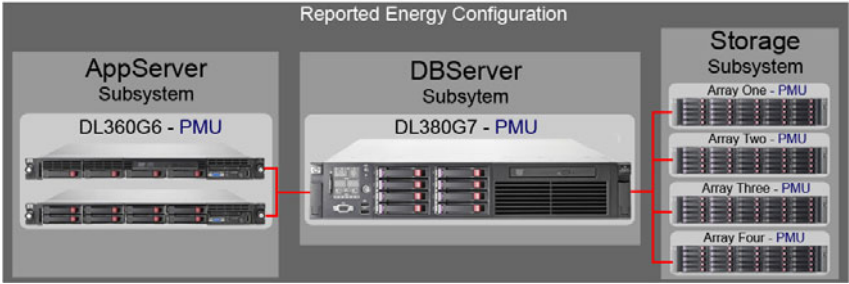 Reported Energy Configuration
AppServer
Subsystem
DL360G6 - PMU
DBServer
Subsytem
DL380G7 - PMU
Storage
Subsystem
Array One - PMU
Array Two - PMU
Array Three - PMU
Array Four - PMU